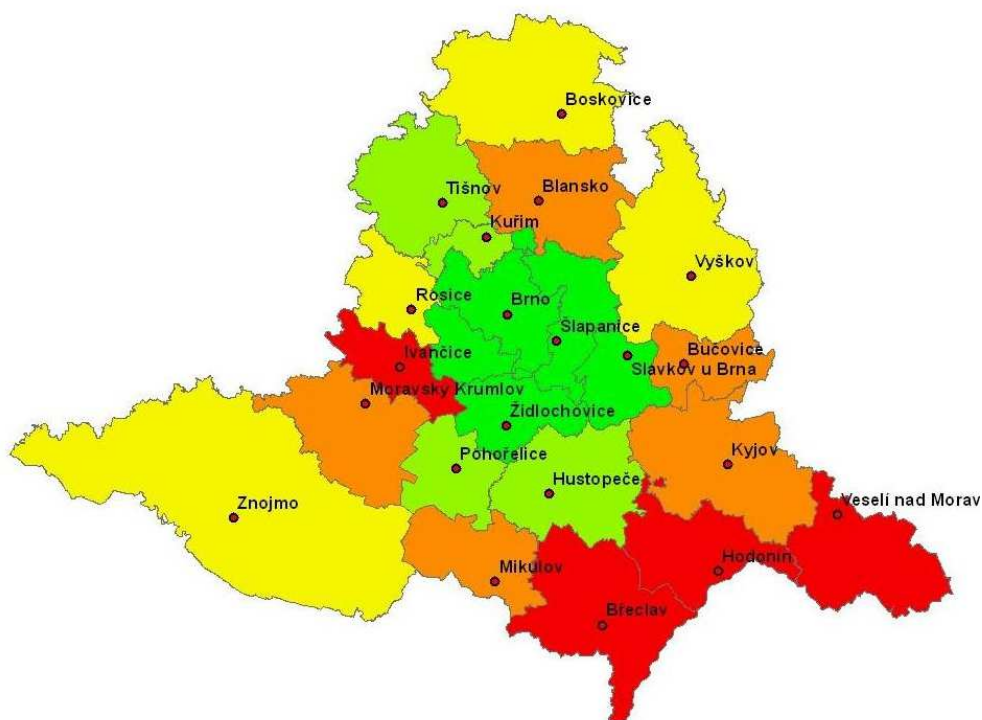 Boskovice
Tišnov
Blansko
Kuřim
Vyškov
Rosice
Brno
Šlapanice
Ivančice
Bučovice
Slavkov u Brna
Moravský Krumlov
Židlochovice
Pohořelice
Kyjov
Hustopeče
Znojmo
Veselí nad Morav
Mikulov
Hodonín
Břeclav